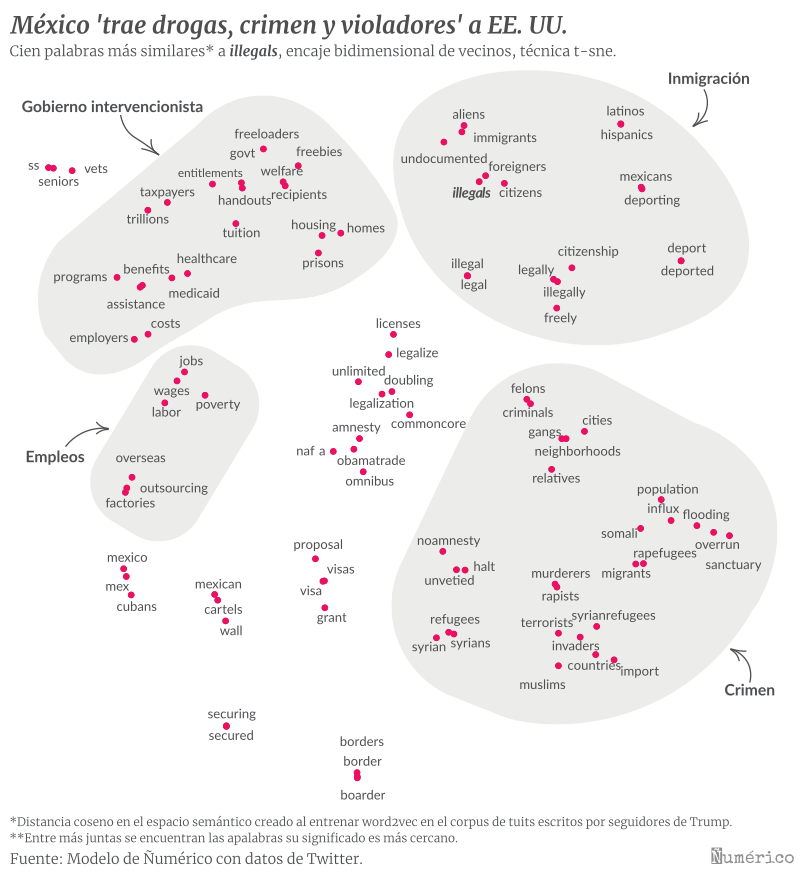 México 'trae drogas, crimen y violadores' a EE. UU.
Cien palabras más similares* a illegals, encaje bidimensional de vecinos, técnica t-sne.
Inmigración
Gobierno intervencionista
aliens
latinos
immigrants
hispanics
undocumented
foreigners
illegals
citizens
mexicans
deporting
illegal
legal
citizenship
legally
illegally
freely
deport
deported
freeloaders
govt
freebies
ss
vets
seniors
entitlements
welfare
taxpayers
handouts
recipients
trillions
tuition
housing
homes
prisons
healthcare
programs
benefits
medicaid
assistance
costs
employers
licenses
legalize
unlimited
doubling
legalization
commoncore
amnesty
naf a
obamatrade
omnibus
jobs
wages
labor
poverty
Empleos
overseas
outsourcing
factories
felons
criminals
gangs
cities
neighborhoods
relatives
population
influx
flooding
somali
overrun
sanctuary
rapefugees
migrants
noamnesty
halt
unvetied
murderers
rapists
refugees
syrian
syrians
syrianrefugees
terrorists
invaders
countries
import
muslims
Crimen
mexico
mex
cubans
mexican
cartels
wall
proposal
visas
visa
grant
securing
secured
borders
border
boarder
*Distancia coseno en el espacio semántico creado al entrenar word2vec en el corpus de tuits escritos por seguidores de Trump.
**Entre más juntas se encuentran las apalabras su significado es más cercano.
Fuente: Modelo de Ñumérico con datos de Twitter.
Ñumérico